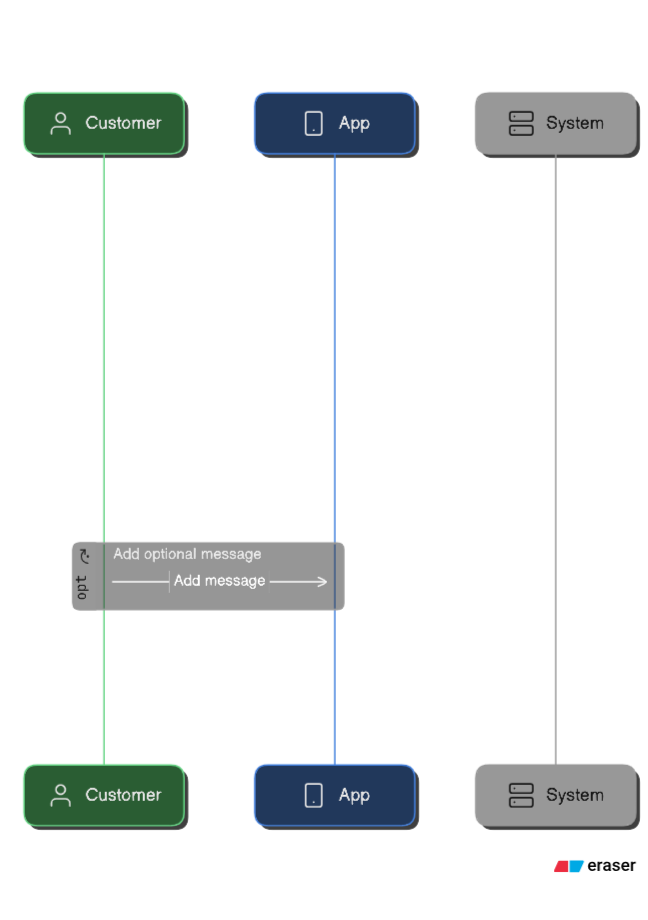 Customer
App
System
Add optional message
opt
Add message
Customer
App
System
eraser